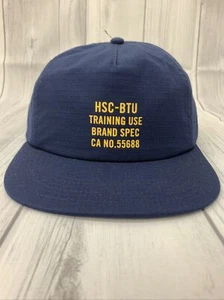 HSC-BTU
TRAINING USE
BRAND SPEC
CA NO.55688